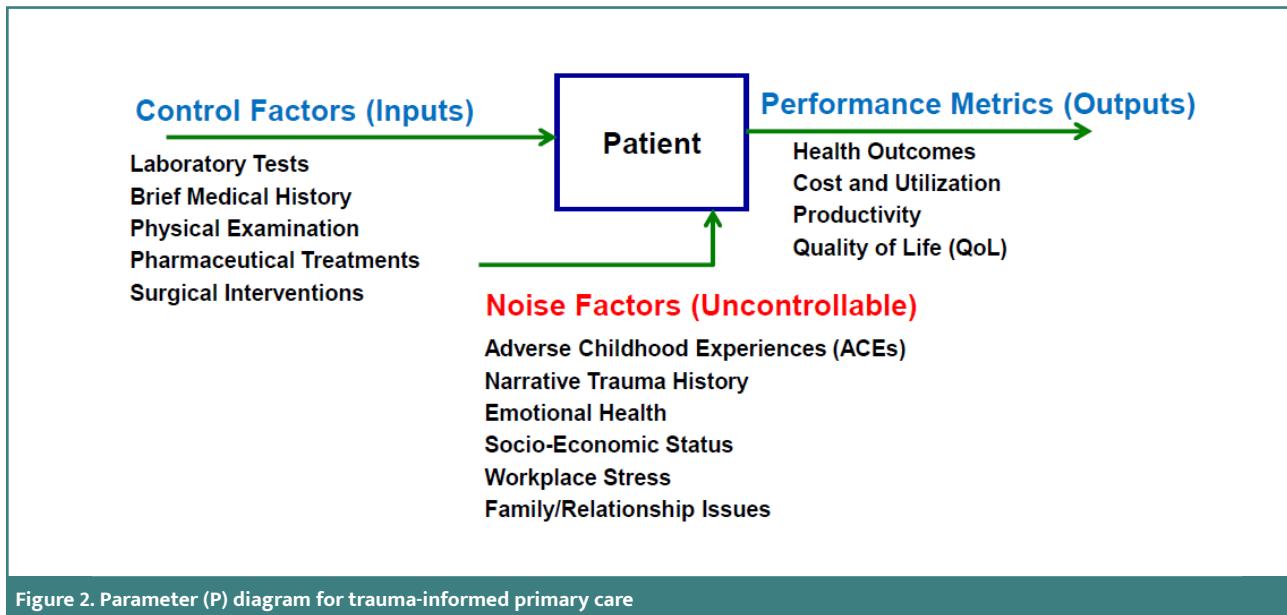 Control Factors (Inputs)
Laboratory Tests
Brief Medical History
Physical Examination
Pharmaceutical Treatments
Surgical Interventions
Patient
Performance Metrics (Outputs)
Health Outcomes
Cost and Utilization
Productivity
Quality of Life (QoL)
Noise Factors (Uncontrollable)
Adverse Childhood Experiences (ACEs)
Narrative Trauma History
Emotional Health
Socio-Economic Status
Workplace Stress
Family/Relationship Issues
Figure 2. Parameter (P) diagram for trauma-informed primary care